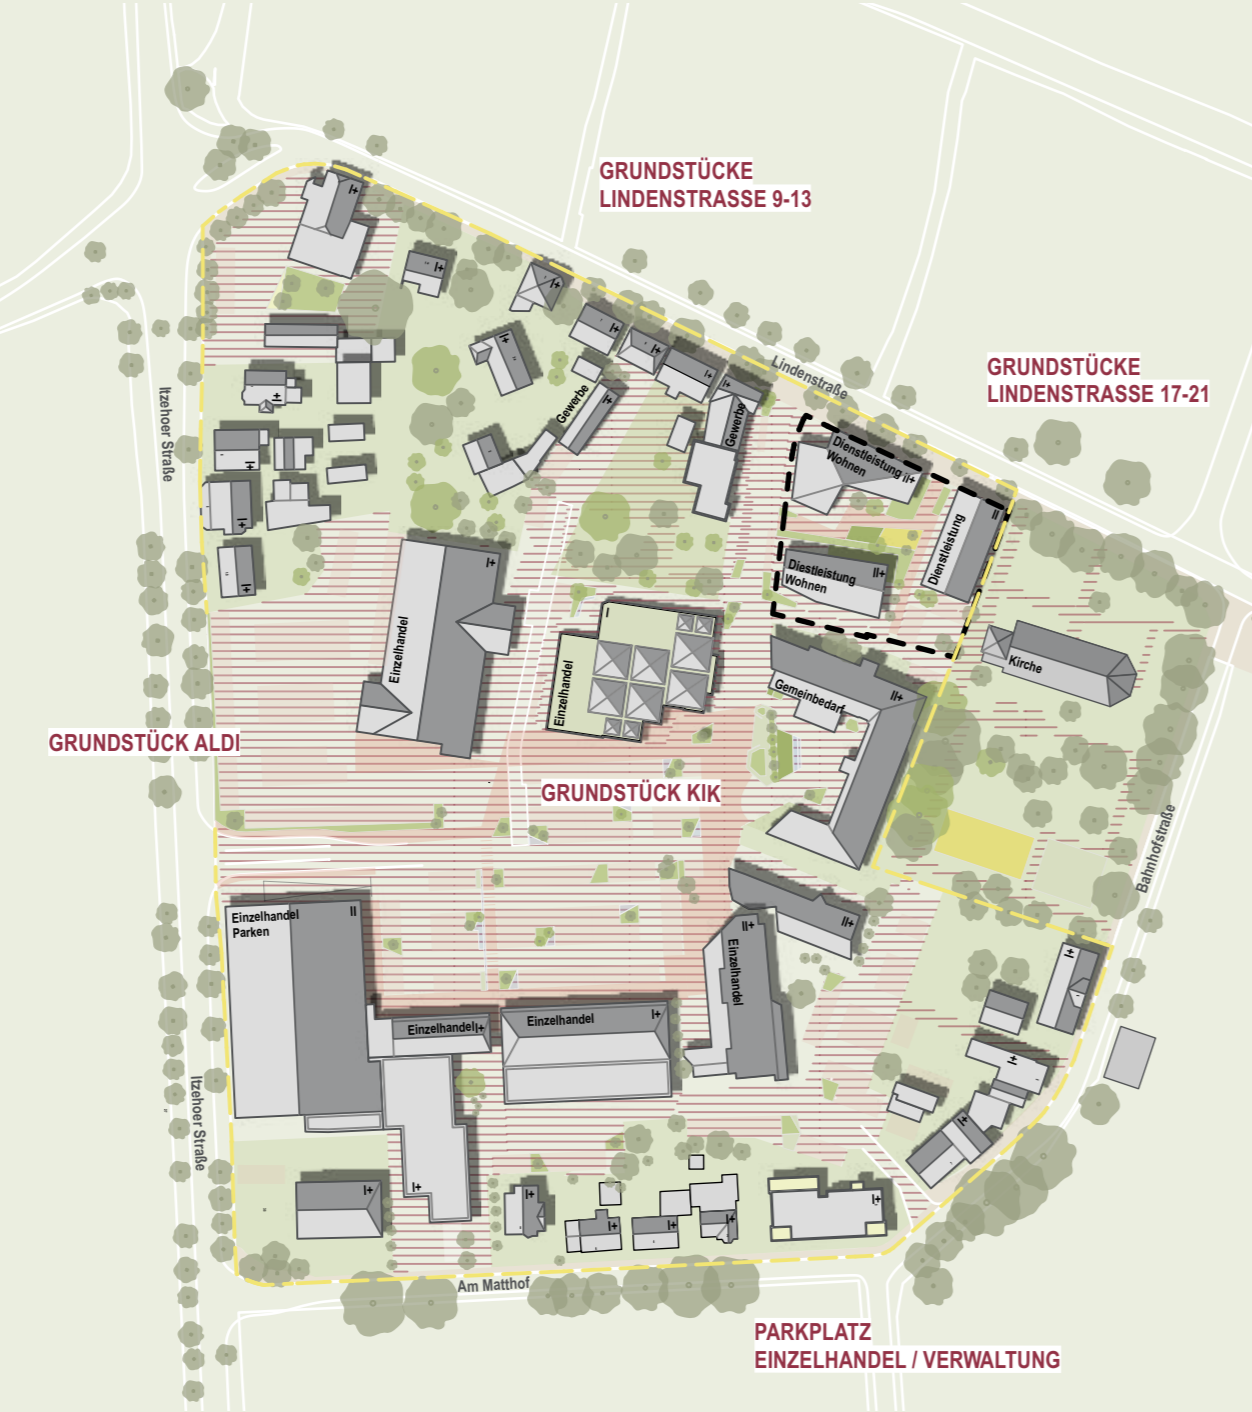 GRUNDSTÜCKE
LINDENSTRASSE 9-13
I+
I+
I+
I+
I+
I+
I+
I+
Lindenstraße
GRUNDSTÜCKE
LINDENSTRASSE 17-21
Itzehoer Straße
I+
I+
I+
I+
Gewerbe
I+
Gewerbe
Dienstleistung
Wohnen
II+
II
Dienstleistung
Diestleistung
Wohnen
II+
I+
Einzelhandel
I
Einzelhandel
Kirche
Gemeinbedarf
II+
GRUNDSTÜCK ALDI
GRUNDSTÜCK KIK
Bahnhofstraße
Einzelhandel
Parken
II
II+
Einzelhandel
II+
I+
Einzelhandel
I+
Einzelhandel
I+
I+
I+
Itzehoer Straße
I+
I+
I+
I+
I+
I+
I+
Am Matthof
PARKPLATZ
EINZELHANDEL / VERWALTUNG